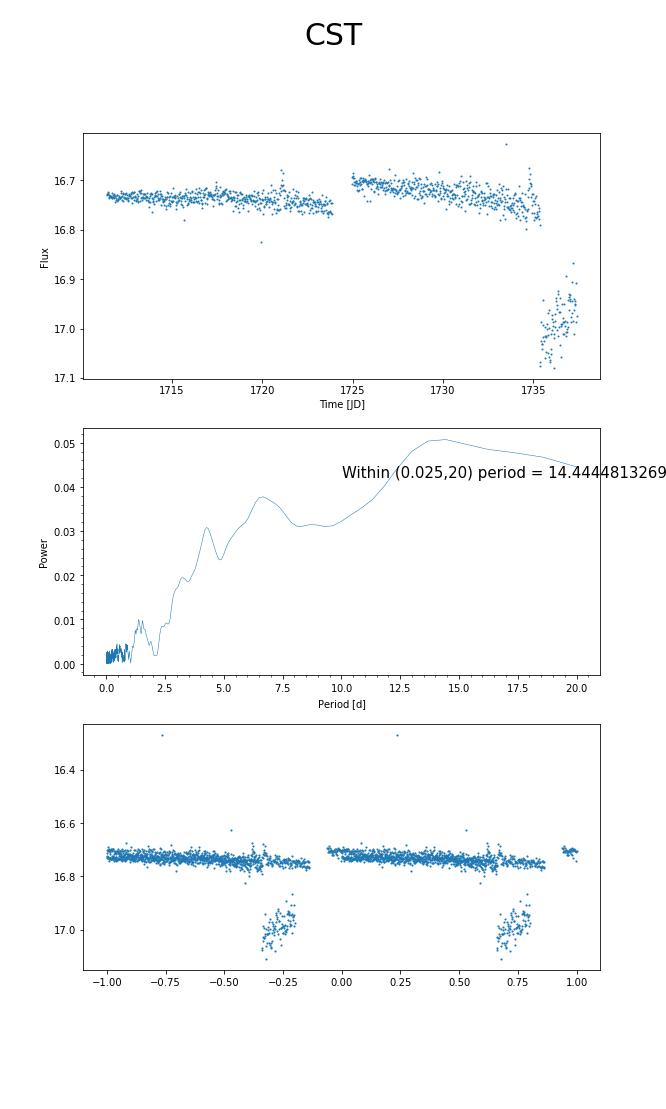 CST
16.7
16.8
16.9
17.0
17.1
Flux
1715 1720 1725 1730 1735
Time [JD]
0.05
0.04
0.03
0.02
0.01
0.00
Power
Within (0.025,20) period = 14.4444813269
0.0 2.5 5.0 7.5 10.0 12.5 15.0 17.5 20.0
Period [d]
16.4
16.6
16.8
17.0
−1.00 −0.75 −0.50 −0.25 0.00 0.25 0.50 0.75 1.00